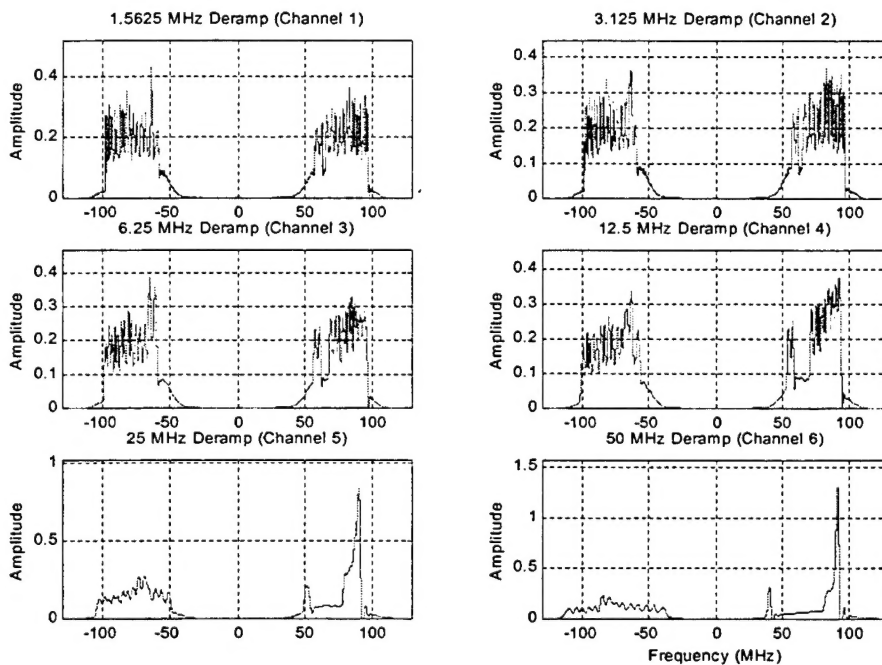 1.5625 MHz Deramp (Channel 1)
Amplitude
0.4
0.2
0
-100 -50 0 50 100
3.125 MHz Deramp (Channel 2)
Amplitude
0.4
0.3
0.2
0.1
0
-100 -50 0 50 100
6.25 MHz Deramp (Channel 3)
Amplitude
0.4
0.3
0.2
0.1
0
-100 -50 0 50 100
12.5 MHz Deramp (Channel 4)
Amplitude
0.4
0.3
0.2
0.1
0
-100 -50 0 50 100
25 MHz Deramp (Channel 5)
Amplitude
1
0.5
0
-100 -50 0 50 100
50 MHz Deramp (Channel 6)
Amplitude
1.5
1
0.5
0
-100 -50 0 50 100
Frequency (MHz)